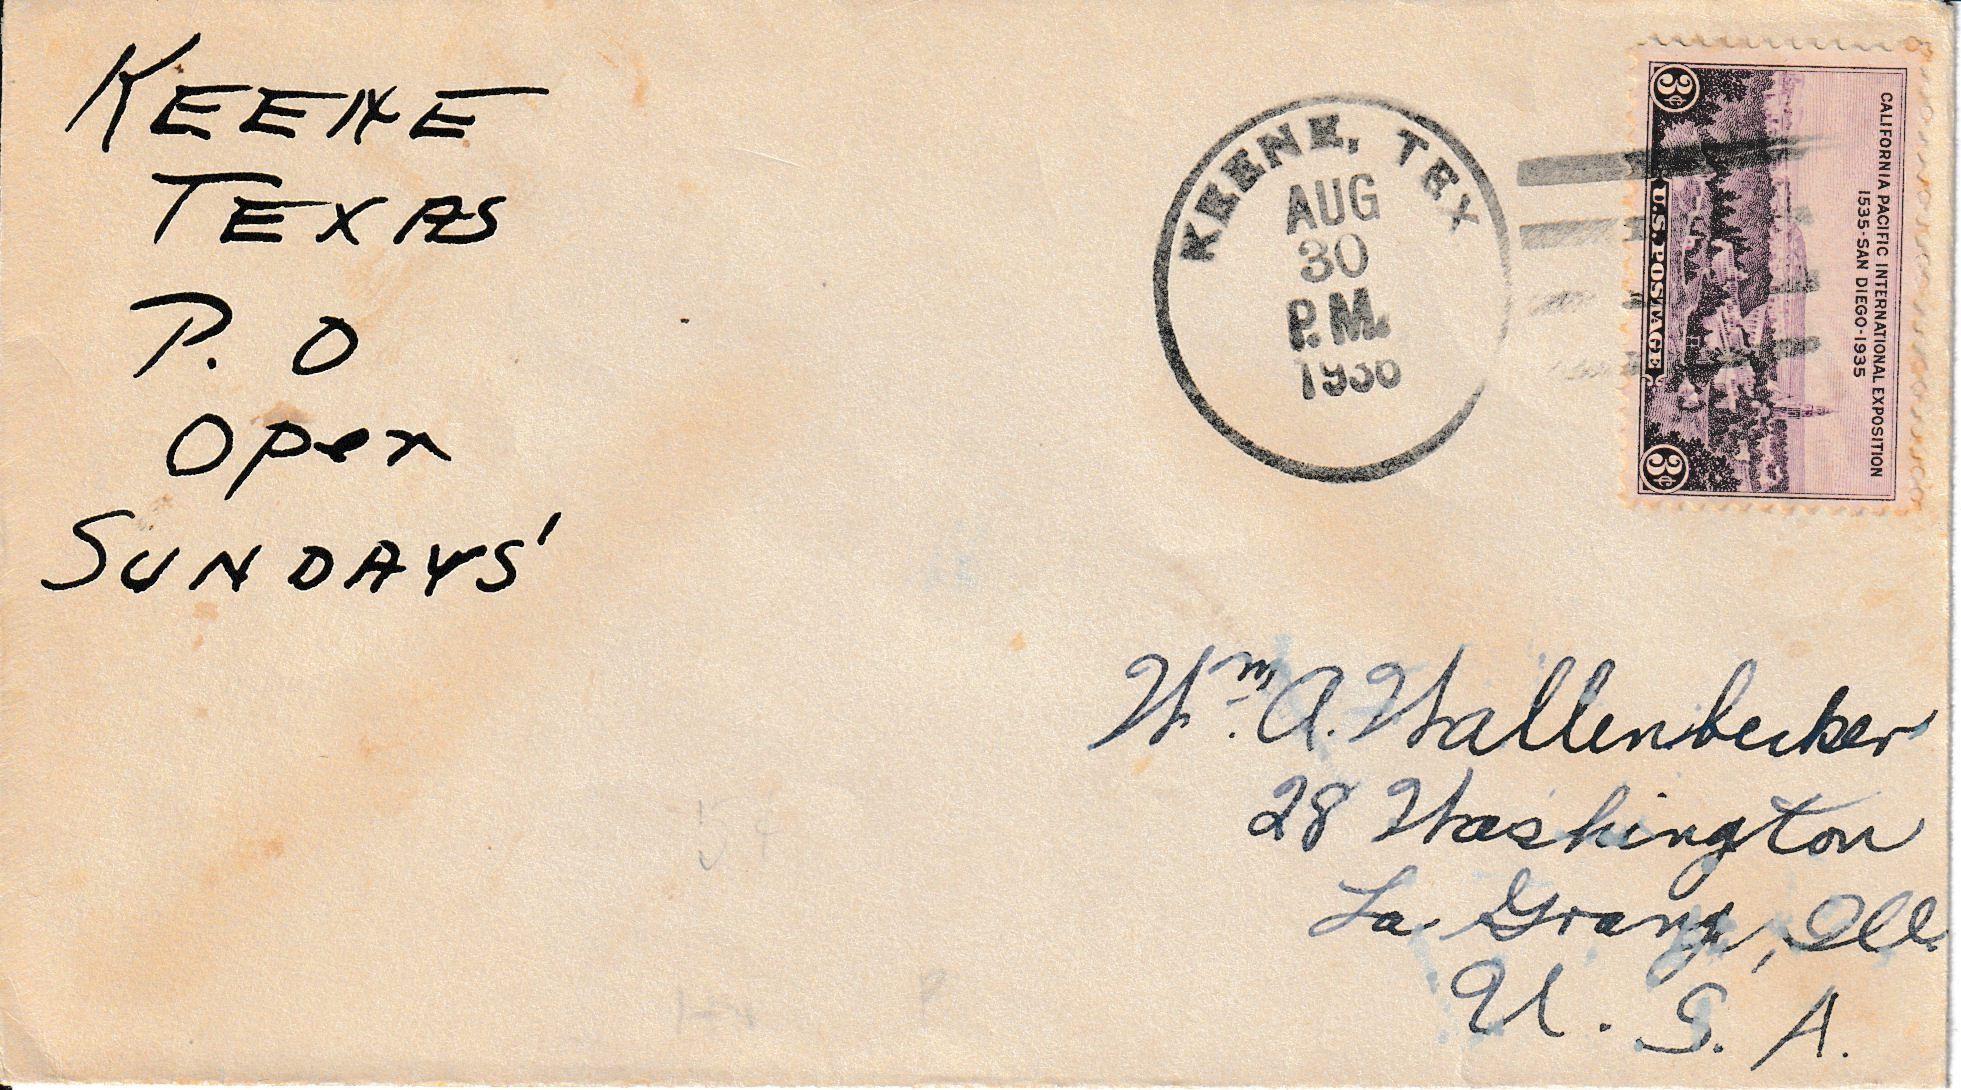 KEENE
TEXAS
P. O
Open
SUNDAYS'
KEENE, TEX
AUG
30
P.M.
1936
CALIFORNIA PACIFIC INTERNATIONAL EXPOSITION
1535-SAN DIEGO-1935
U.S. POSTAGE
3¢
3¢
Wm. A. Wallenbecker
28 Washington
La Grange, Ill.
U. S. A.